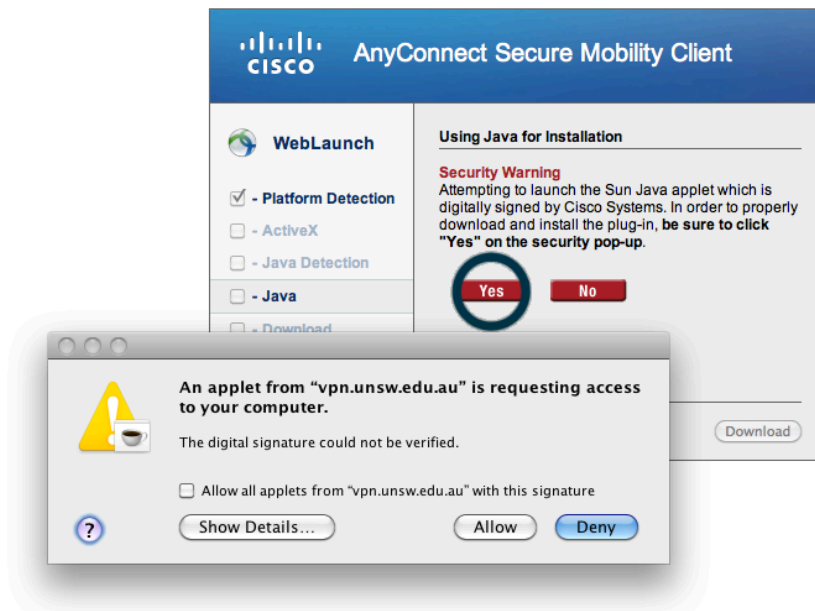 CISCO
AnyConnect Secure Mobility Client
WebLaunch
- Platform Detection
- ActiveX
- Java Detection
- Java
- Download
Using Java for Installation
Security Warning
Attempting to launch the Sun Java applet which is
digitally signed by Cisco Systems. In order to properly
download and install the plug-in, be sure to click
"Yes" on the security pop-up.
Yes
No
Download
An applet from “vpn.unsw.edu.au” is requesting access
to your computer.
The digital signature could not be verified.
Allow all applets from “vpn.unsw.edu.au” with this signature
?
Show Details...
Allow
Deny